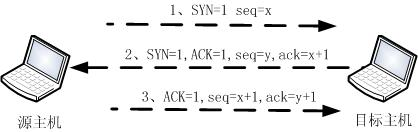 1、SYN=1 seq=x
2、SYN=1,ACK=1,seq=y,ack=x+1
3、ACK=1,seq=x+1,ack=y+1
源主机
目标主机